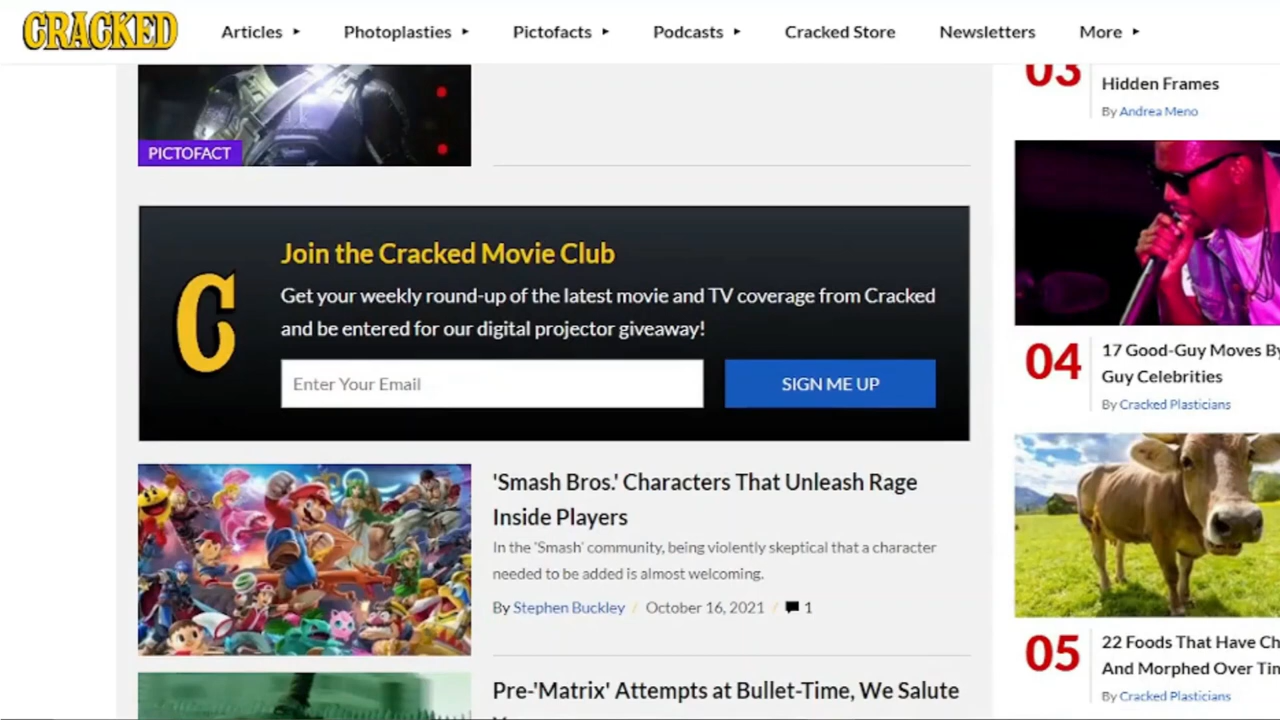 CRACKED
Articles
Photoplasties
Pictofacts
Podcasts
Cracked Store
Newsletters
More
PICTOFACT
Join the Cracked Movie Club
Get your weekly round-up of the latest movie and TV coverage from Cracked
and be entered for our digital projector giveaway!
Enter Your Email
SIGN ME UP
'Smash Bros.' Characters That Unleash Rage
Inside Players
In the 'Smash' community, being violently skeptical that a character
needed to be added is almost welcoming.
By Stephen Buckley / October 16, 2021 / 1
Pre-'Matrix' Attempts at Bullet-Time, We Salute
03
Hidden Frames
By Andrea Meno
04
17 Good-Guy Moves By
Guy Celebrities
By Cracked Plasticians
05
22 Foods That Have Ch
And Morphed Over Tim
By Cracked Plasticians